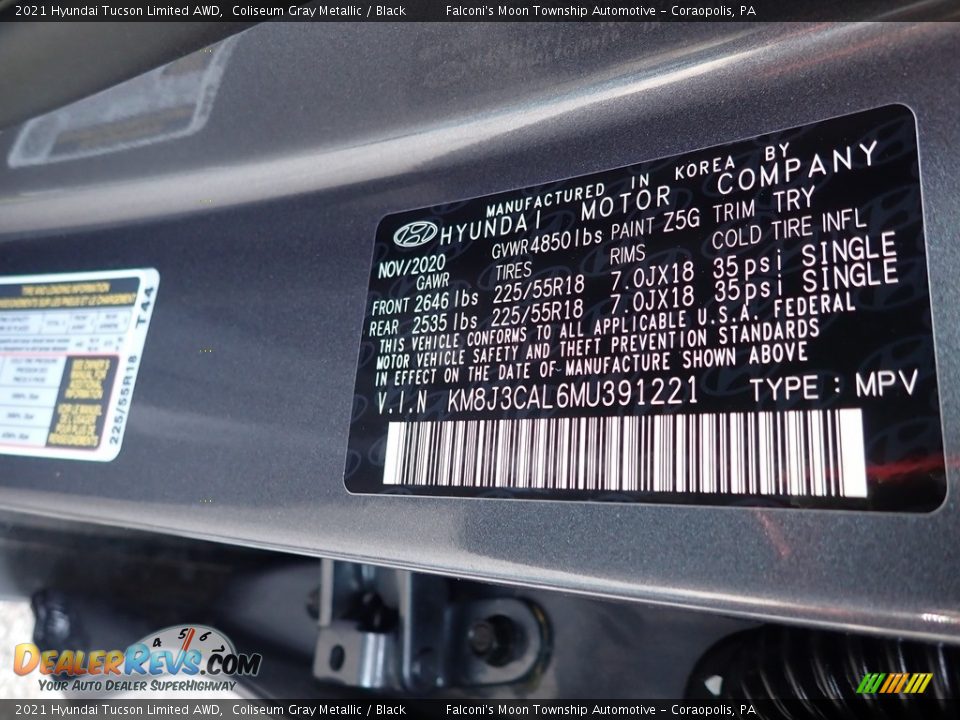 2021 Hyundai Tucson Limited AWD,  Coliseum Gray Metallic / Black    Falconi's Moon Township Automotive - Coraopolis, PA
MANUFACTURED IN KOREA BY
HYUNDAI MOTOR COMPANY
NOV/2020 GVWR 4850lbs PAINT Z5G TRIM TRY
GAWR TIRES RIMS COLD TIRE INFL
FRONT 2646 lbs 225/55R18 7.0JX18 35psi SINGLE
REAR 2535 lbs 225/55R18 7.0JX18 35psi SINGLE
THIS VEHICLE CONFORMS TO ALL APPLICABLE U.S.A. FEDERAL
MOTOR VEHICLE SAFETY AND THEFT PREVENTION STANDARDS
IN EFFECT ON THE DATE OF MANUFACTURE SHOWN ABOVE
V.I.N KM8J3CAL6MU391221 TYPE : MPV
T44
225/55R18
4 5 6
DEALERREVS.COM
YOUR AUTO DEALER SUPERHIGHWAY
2021 Hyundai Tucson Limited AWD,  Coliseum Gray Metallic / Black    Falconi's Moon Township Automotive - Coraopolis, PA